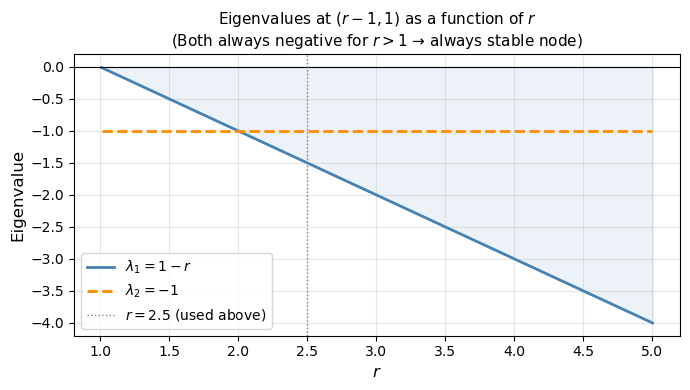 Eigenvalues at (r − 1, 1) as a function of r
(Both always negative for r > 1 → always stable node)
Eigenvalue
0.0
−0.5
−1.0
−1.5
−2.0
−2.5
−3.0
−3.5
−4.0
λ₁ = 1 − r
λ₂ = −1
r = 2.5 (used above)
1.0 1.5 2.0 2.5 3.0 3.5 4.0 4.5 5.0
r